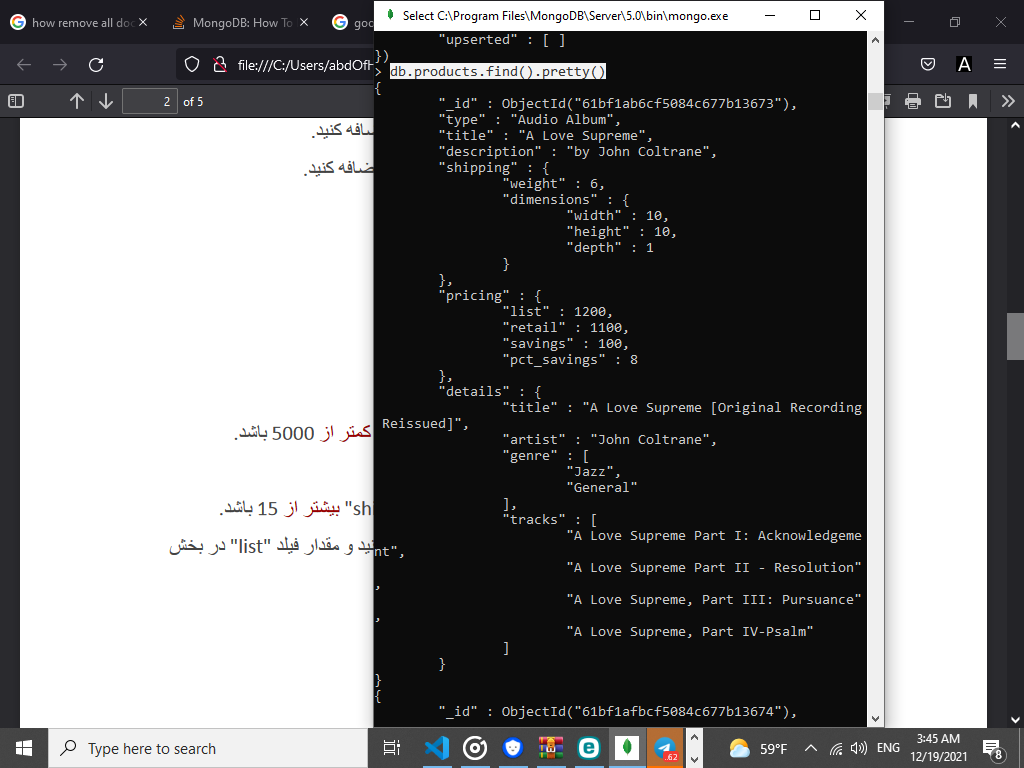 how remove all doc
MongoDB: How To
goo
Select C:\Program Files\MongoDB\Server\5.0\bin\mongo.exe
file:///C:/Users/abdOfH
A
2 of 5
"upserted" : [ ]
})
> db.products.find().pretty()
{
"_id" : ObjectId("61bf1ab6cf5084c677b13673"),
"type" : "Audio Album",
"title" : "A Love Supreme",
"description" : "by John Coltrane",
"shipping" : {
"weight" : 6,
"dimensions" : {
"width" : 10,
"height" : 10,
"depth" : 1
}
},
"pricing" : {
"list" : 1200,
"retail" : 1100,
"savings" : 100,
"pct_savings" : 8
},
"details" : {
"title" : "A Love Supreme [Original Recording
Reissued]",
"artist" : "John Coltrane",
"genre" : [
"Jazz",
"General"
],
"tracks" : [
"A Love Supreme Part I: Acknowledgeme
nt",
"A Love Supreme Part II - Resolution"
,
"A Love Supreme, Part III: Pursuance"
,
"A Love Supreme, Part IV-Psalm"
]
}
}
{
"_id" : ObjectId("61bf1afbcf5084c677b13674"),
کنید.
کنید.
کمتر از 5000 باشد.
"sh بیشتر از 15 باشد.
و مقدار فیلد "list" در بخش
Type here to search
.62
59°F
ENG
3:45 AM
12/19/2021
8